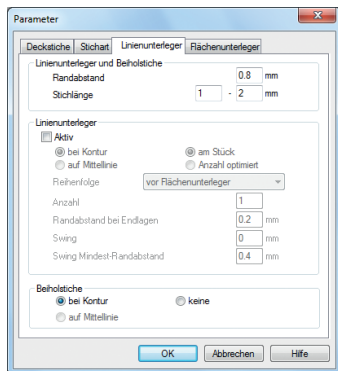 Parameter
Deckstiche Stichart Linienunterleger Flächenunterleger
Linienunterleger und Beiholstiche
Randabstand 0.8 mm
Stichlänge 1 - 2 mm
Linienunterleger
Aktiv
bei Kontur am Stück
auf Mittellinie Anzahl optimiert
Reihenfolge vor Flächenunterleger
Anzahl 1
Randabstand bei Endlagen 0.2 mm
Swing 0 mm
Swing Mindest-Randabstand 0.4 mm
Beiholstiche
bei Kontur keine
auf Mittellinie
OK Abbrechen Hilfe